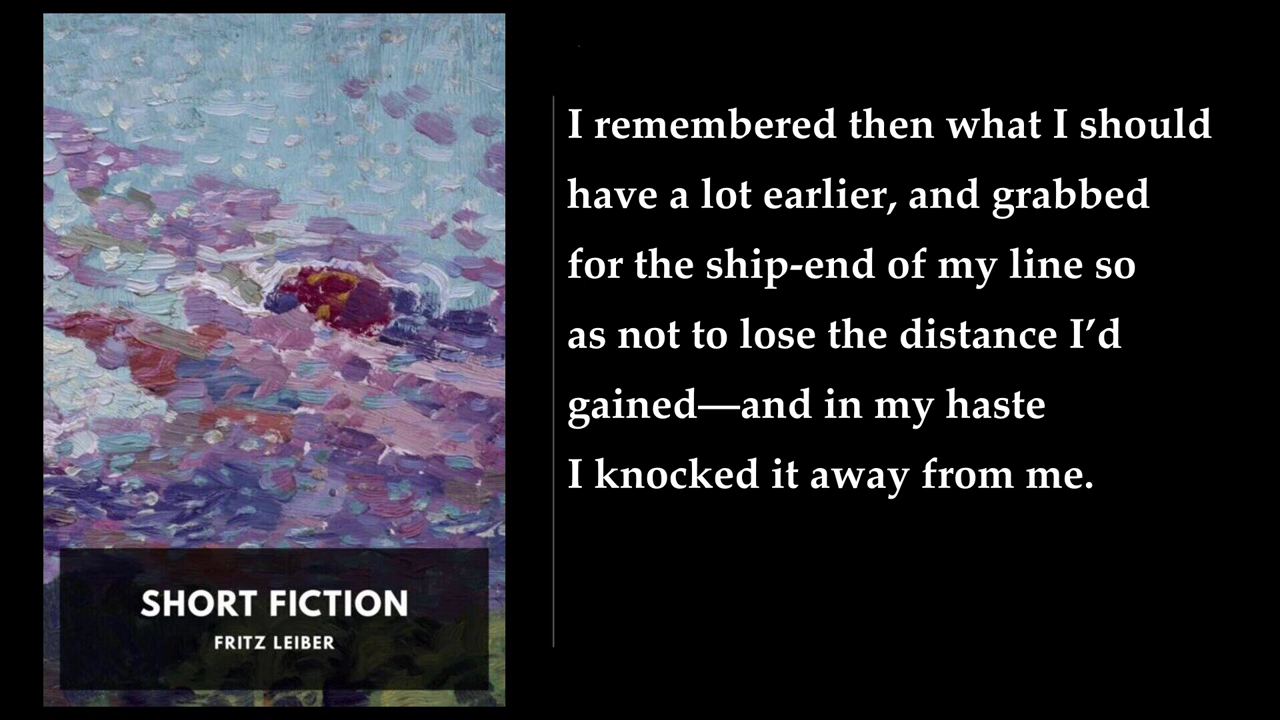 SHORT FICTION
FRITZ LEIBER
I remembered then what I should
have a lot earlier, and grabbed
for the ship-end of my line so
as not to lose the distance I’d
gained—and in my haste
I knocked it away from me.